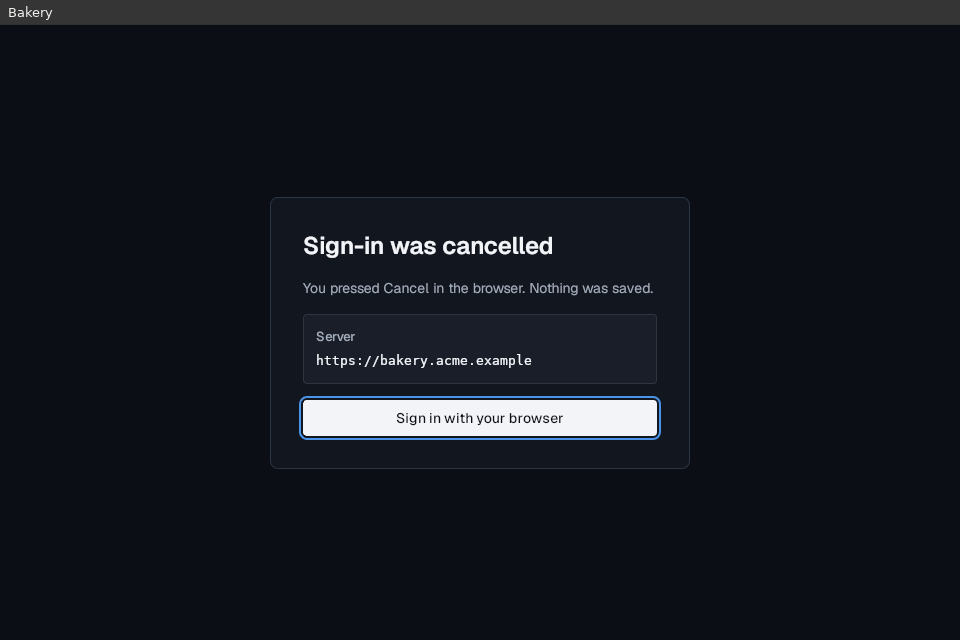 Bakery
Sign-in was cancelled
You pressed Cancel in the browser. Nothing was saved.
Server
https://bakery.acme.example
Sign in with your browser